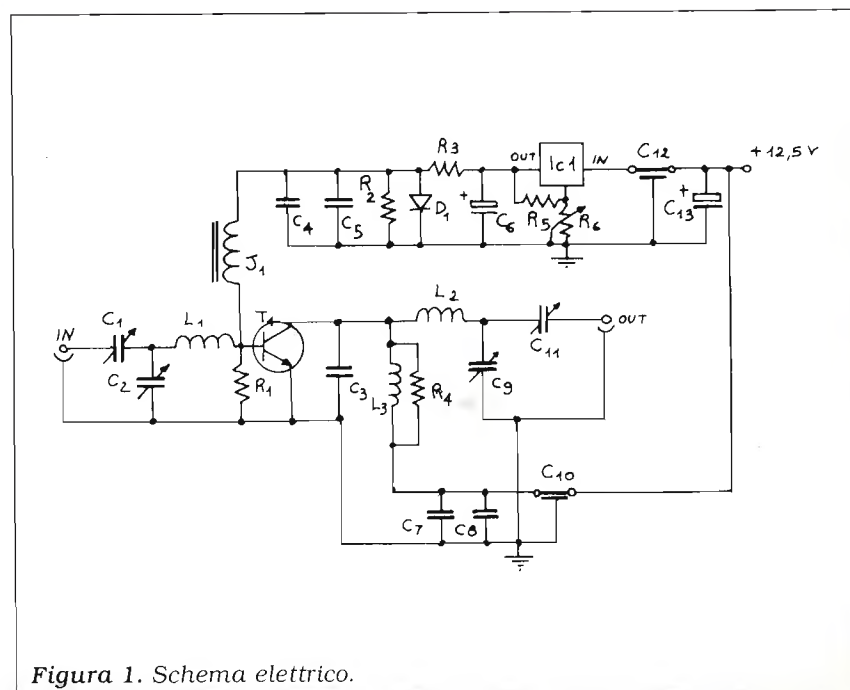 R3
OUT
Ic1
IN
C12
+12,5 V
R2
C4
C5
D1
+
C6
R5
R6
+
C13
J1
IN
C1
L1
T1
L2
OUT
C2
R1
C3
L3
R4
C9
C11
C7
C8
C10
Figura 1. Schema elettrico.